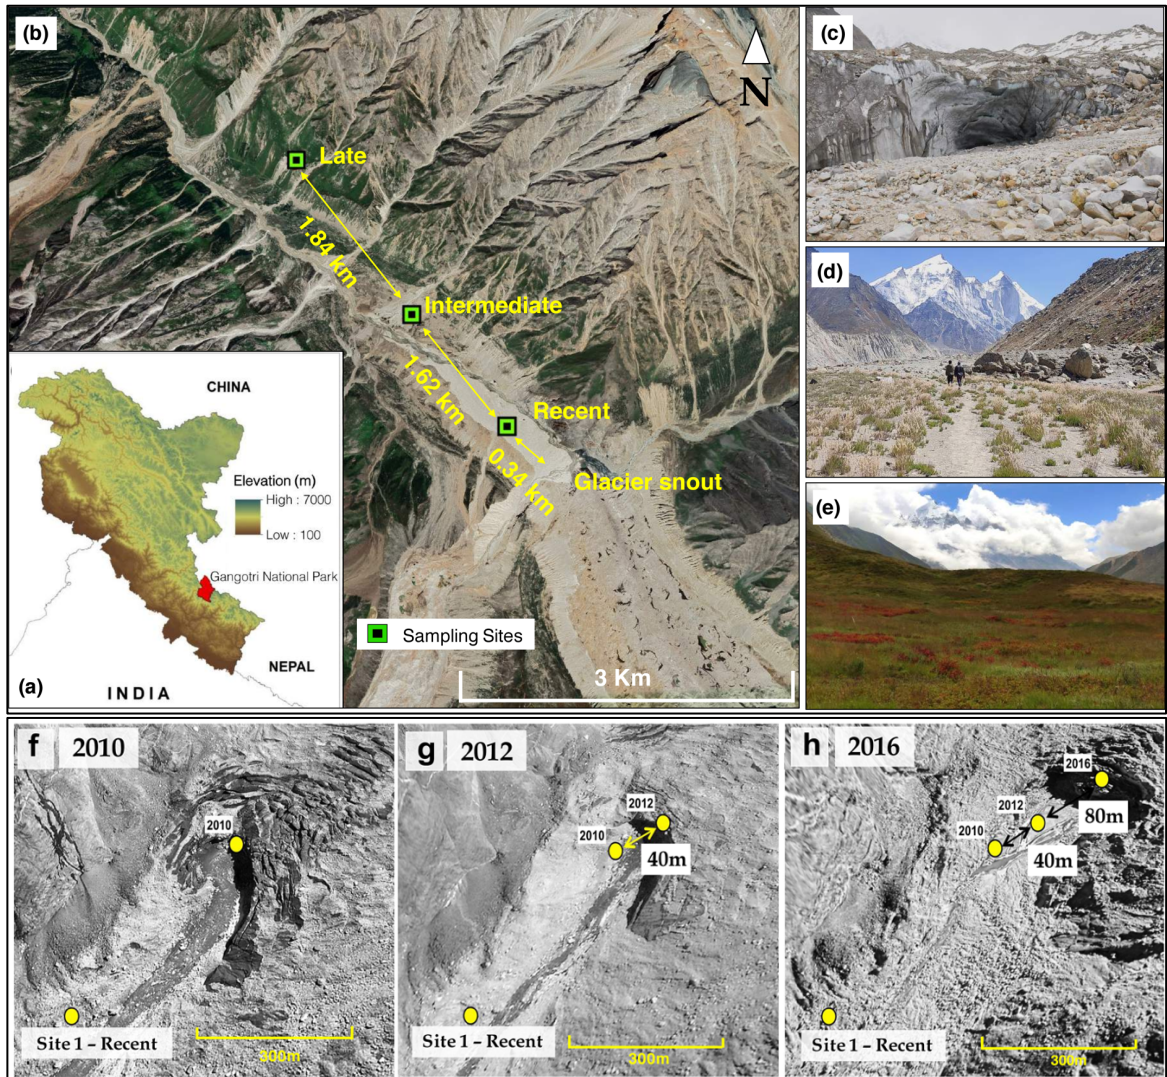 (b)
N
Late
1.84 km
Intermediate
1.62 km
Recent
0.34 km
Glacier snout
Sampling Sites
3 Km
CHINA
Elevation (m)
High : 7000
Low : 100
Gangotri National Park
NEPAL
INDIA
(a)
(c)
(d)
(e)
f 2010
2010
Site 1 – Recent
300m
g 2012
2012
2010
40m
Site 1 – Recent
300m
h 2016
2016
2012
80m
2010
40m
Site 1 – Recent
300m